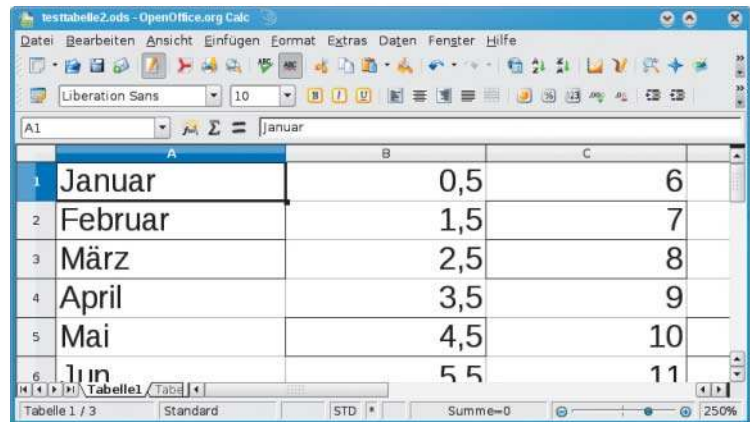 testtabelle2.ods - OpenOffice.org Calc
Datei Bearbeiten Ansicht Einfügen Format Extras Daten Fenster Hilfe
Liberation Sans 10
A1 Σ = Januar
A B C
1 Januar 0,5 6
2 Februar 1,5 7
3 März 2,5 8
4 April 3,5 9
5 Mai 4,5 10
6 Jun 5,5 11
Tabelle1 Tabe
Tabelle 1 / 3 Standard STD * Summe=0 250%